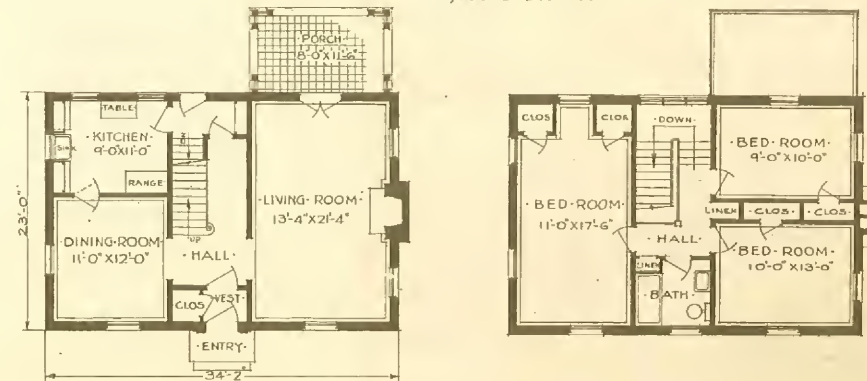 PORCH
8'-0"X11'-6"
TABLE
KITCHEN
9'-0"X11'-0"
SINK
RANGE
DN
UP
LIVING·ROOM
13'-4"X21'-4"
DINING·ROOM
11'-0"X12'-0"
HALL
CLOS
VEST
ENTRY
23'-0"
34'-2"
CLOS
CLOS
DOWN
BED·ROOM
9'-0"X10'-0"
BED·ROOM
11'-0"X17'-6"
LINEN
CLOS
CLOS
HALL
BED·ROOM
10'-0"X13'-0"
LINEN
BATH